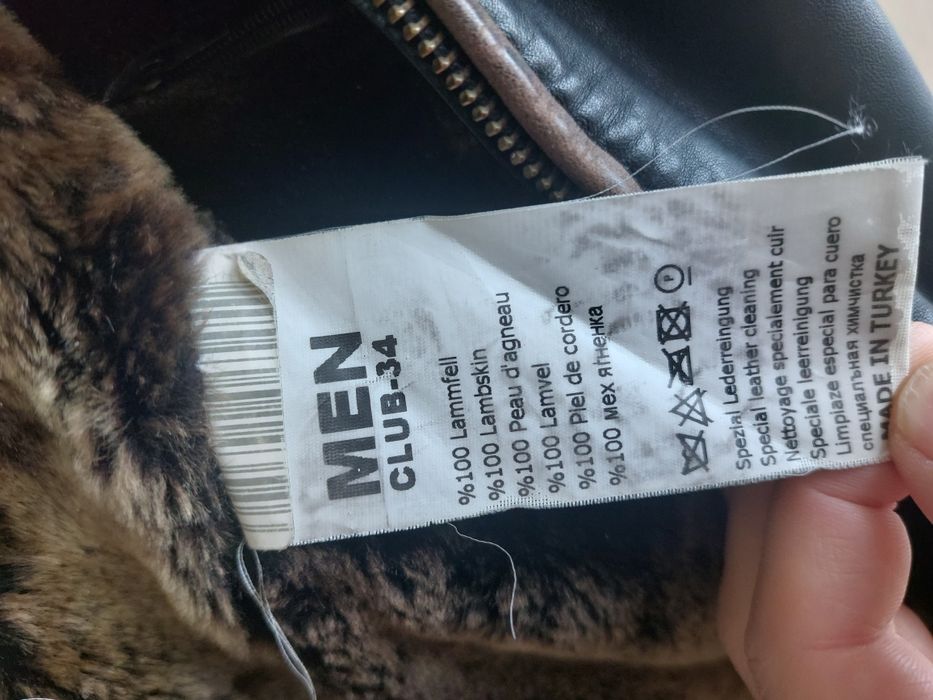 MEN
CLUB-34
%100 Lammfell
%100 Lambskin
%100 Peau d'agneau
%100 Lanvel
%100 Piel de cordero
%100 Мех ягненка
P
Spezial Lederreinigung
Special leather cleaning
Nettoyage specialement cuir
Speciale leerreinigung
Limpiaze especial para cuero
специальная химчистка
MADE IN TURKEY